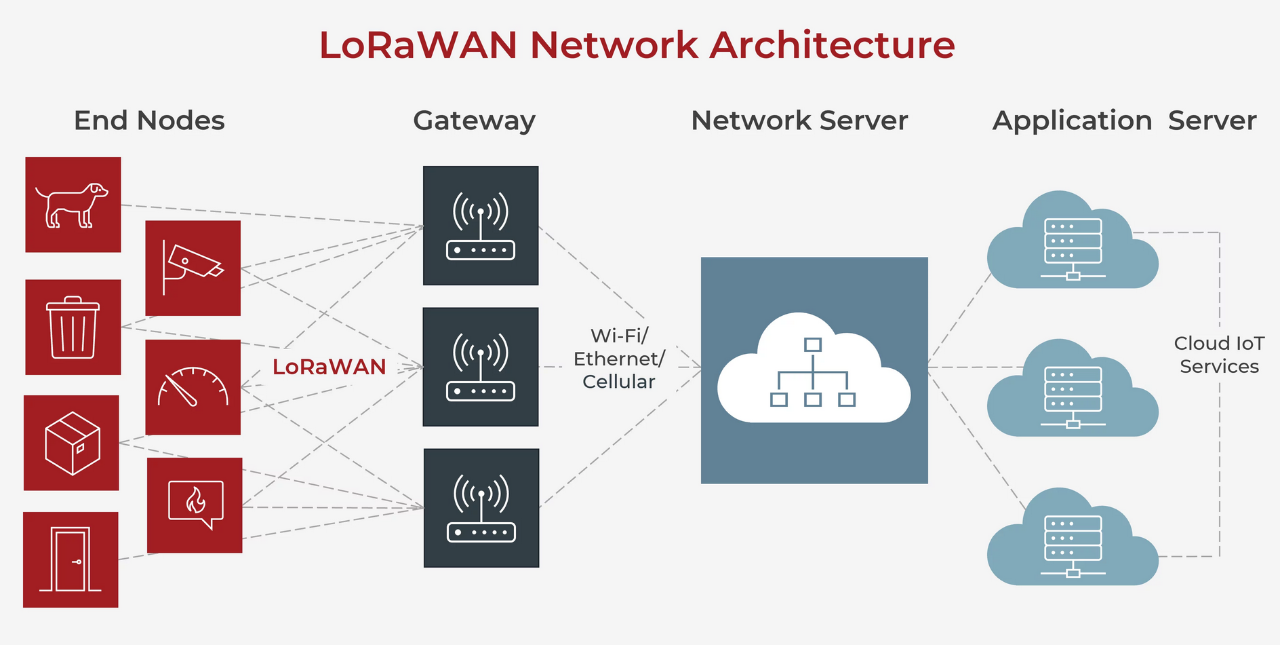 LoRaWAN Network Architecture
End Nodes
Gateway
Network Server
Application Server
LoRaWAN
Wi-Fi/
Ethernet/
Cellular
Cloud IoT
Services